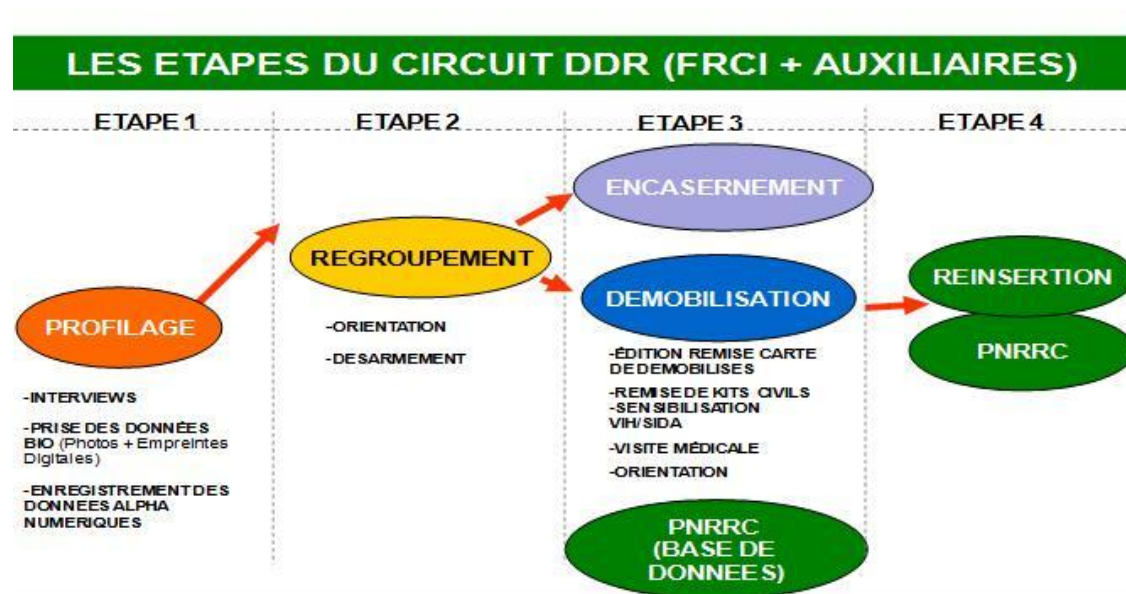 LES ETAPES DU CIRCUIT DDR (FRCI + AUXILIAIRES)
ETAPE 1
ETAPE 2
ETAPE 3
ETAPE 4
PROFILAGE
-INTERVIEWS
-PRISE DES DONNÉES
BIO (Photos + Empreintes
Digitales)
-ENREGISTREMENT DES
DONNEES ALPHA
NUMERIQUES
REGROUPEMENT
-ORIENTATION
-DESARMEMENT
ENCASERNEMENT
DEMOBILISATION
-ÉDITION REMISE CARTE
DE DEMOBILISES
-REMISE DE KITS CIVILS
-SENSIBILISATION
VIH/SIDA
-VISITE MÉDICALE
-ORIENTATION
PNRRC
(BASE DE
DONNEES)
REINSERTION
PNRRC